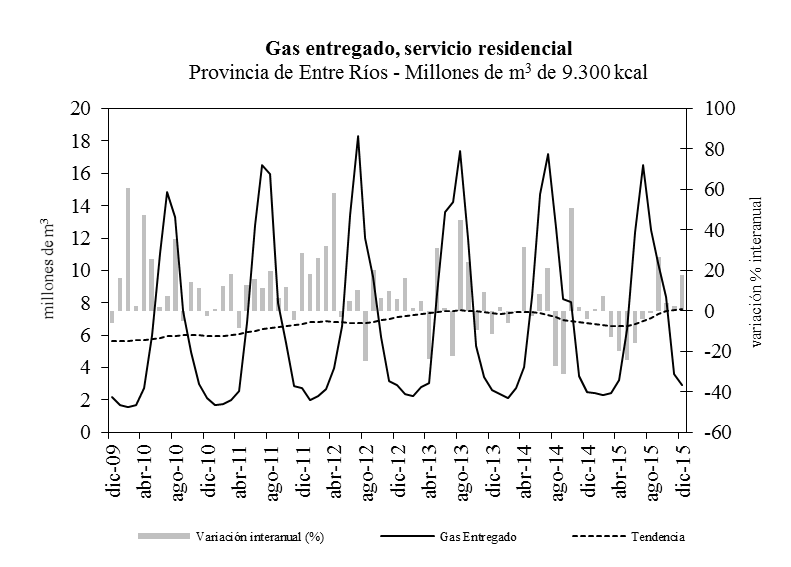 Gas entregado, servicio residencial
Provincia de Entre Ríos - Millones de m³ de 9.300 kcal
millones de m³
20
18
16
14
12
10
8
6
4
2
0
100
80
60
40
20
0
-20
-40
-60
variación % interanual
dic-09
abr-10
ago-10
dic-10
abr-11
ago-11
dic-11
abr-12
ago-12
dic-12
abr-13
ago-13
dic-13
abr-14
ago-14
dic-14
abr-15
ago-15
dic-15
Variación interanual (%)
Gas Entregado
Tendencia